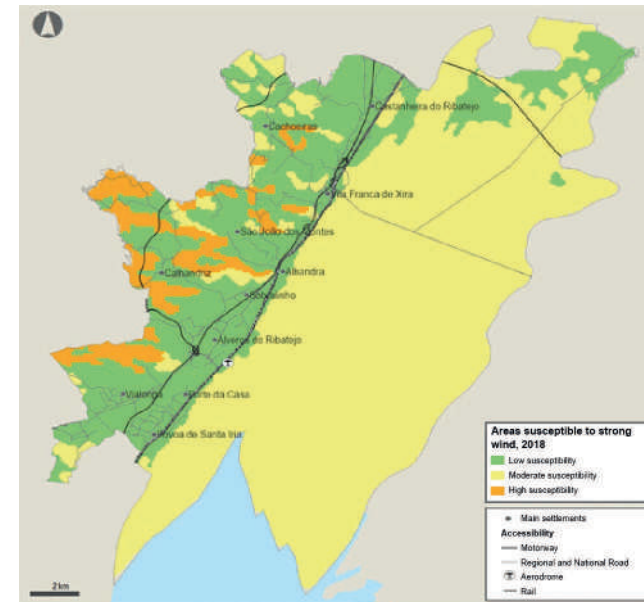 Castanheira do Ribatejo
Cachoeiras
Vila Franca de Xira
São João dos Montes
Alhandra
Calhandriz
Sobralinho
Alverca do Ribatejo
Vialonga
Forte da Casa
Póvoa de Santa Iria
Areas susceptible to strong
wind, 2018
Low susceptibility
Moderate susceptibility
High susceptibility
Main settlements
Accessibility
Motorway
Regional and National Road
Aerodrome
Rail
2 km